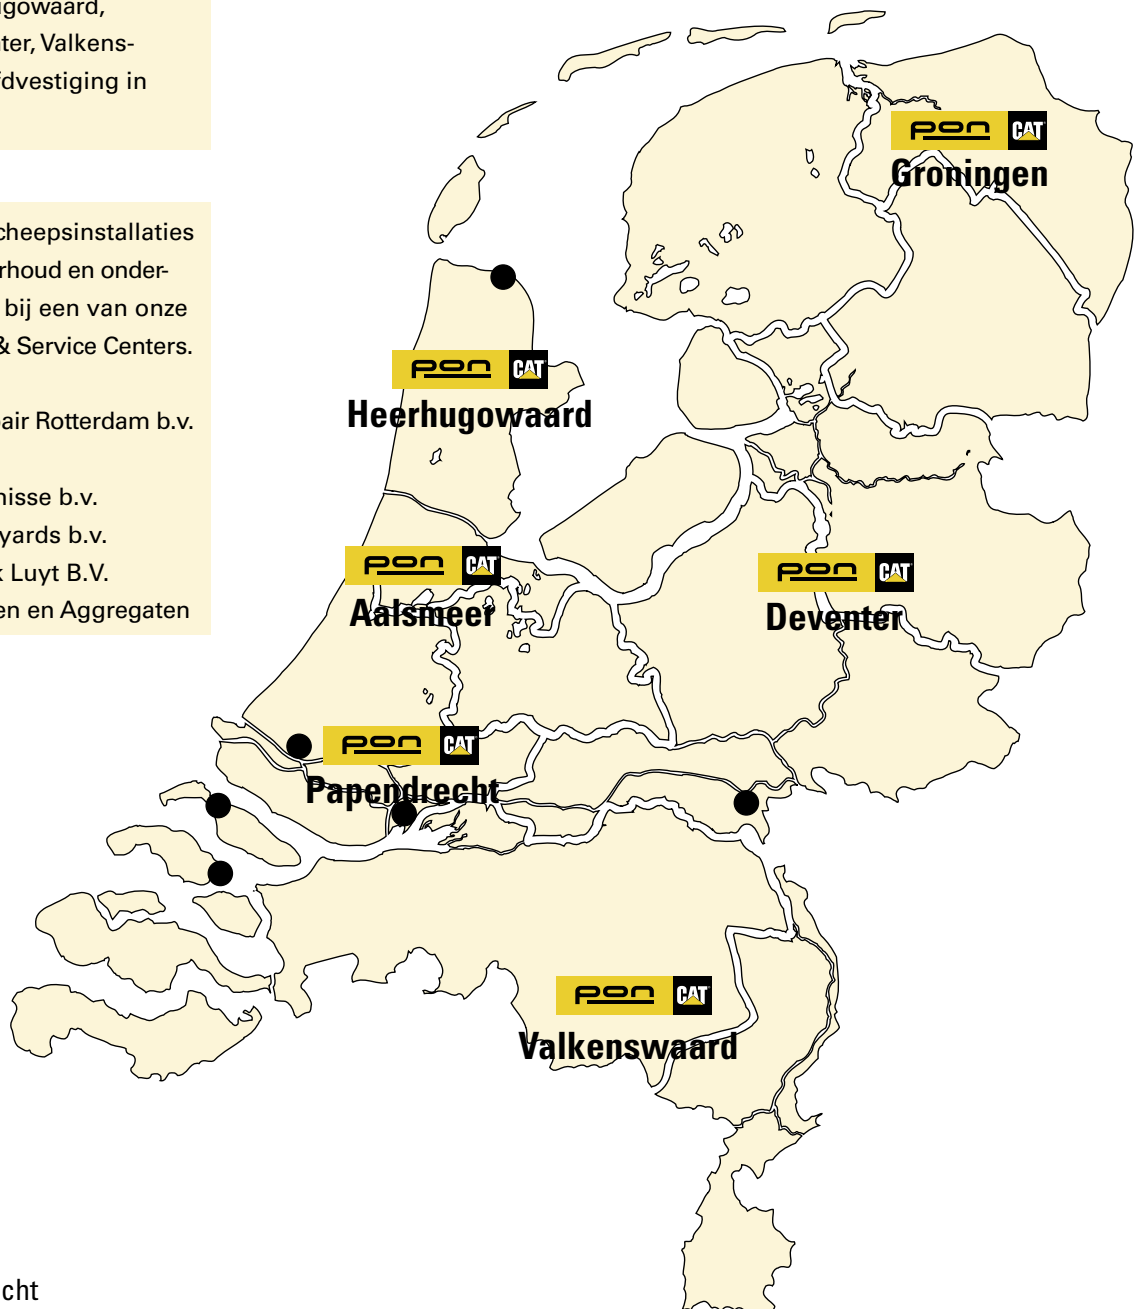 gowaard,
ter, Valkens-
dvestiging in
cheepsinstallaties
rhoud en onder-
bij een van onze
& Service Centers.
air Rotterdam b.v.
nisse b.v.
yards b.v.
k Luyt B.V.
en en Aggregaten
pon CAT
Groningen
pon CAT
Heerhugowaard
pon CAT
Aalsmeer
pon CAT
Deventer
pon CAT
Papendrecht
pon CAT
Valkenswaard
cht